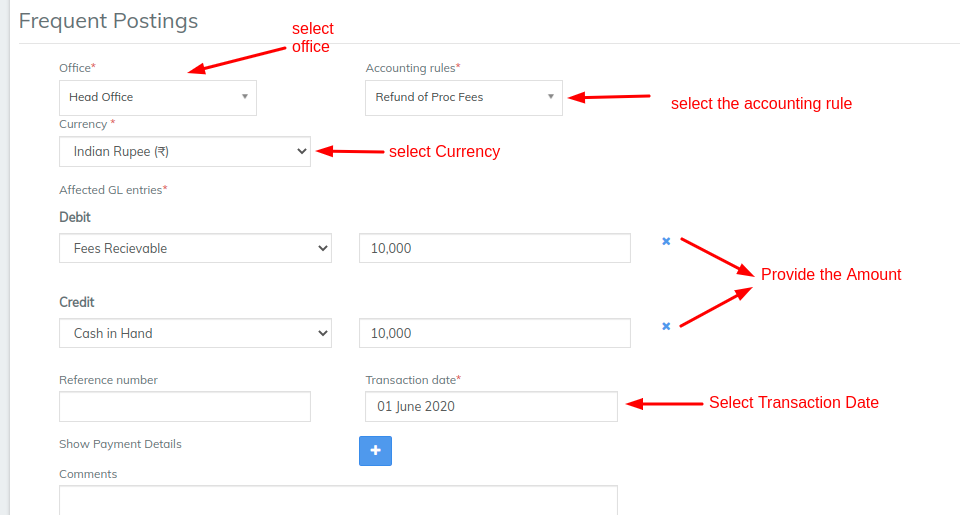 Frequent Postings
select
office
Office*
Accounting rules*
Head Office
Refund of Proc Fees
select the accounting rule
Currency *
Indian Rupee (₹)
select Currency
Affected GL entries*
Debit
Fees Recievable
10,000
Provide the Amount
Credit
Cash in Hand
10,000
Reference number
Transaction date*
01 June 2020
Select Transaction Date
Show Payment Details
Comments